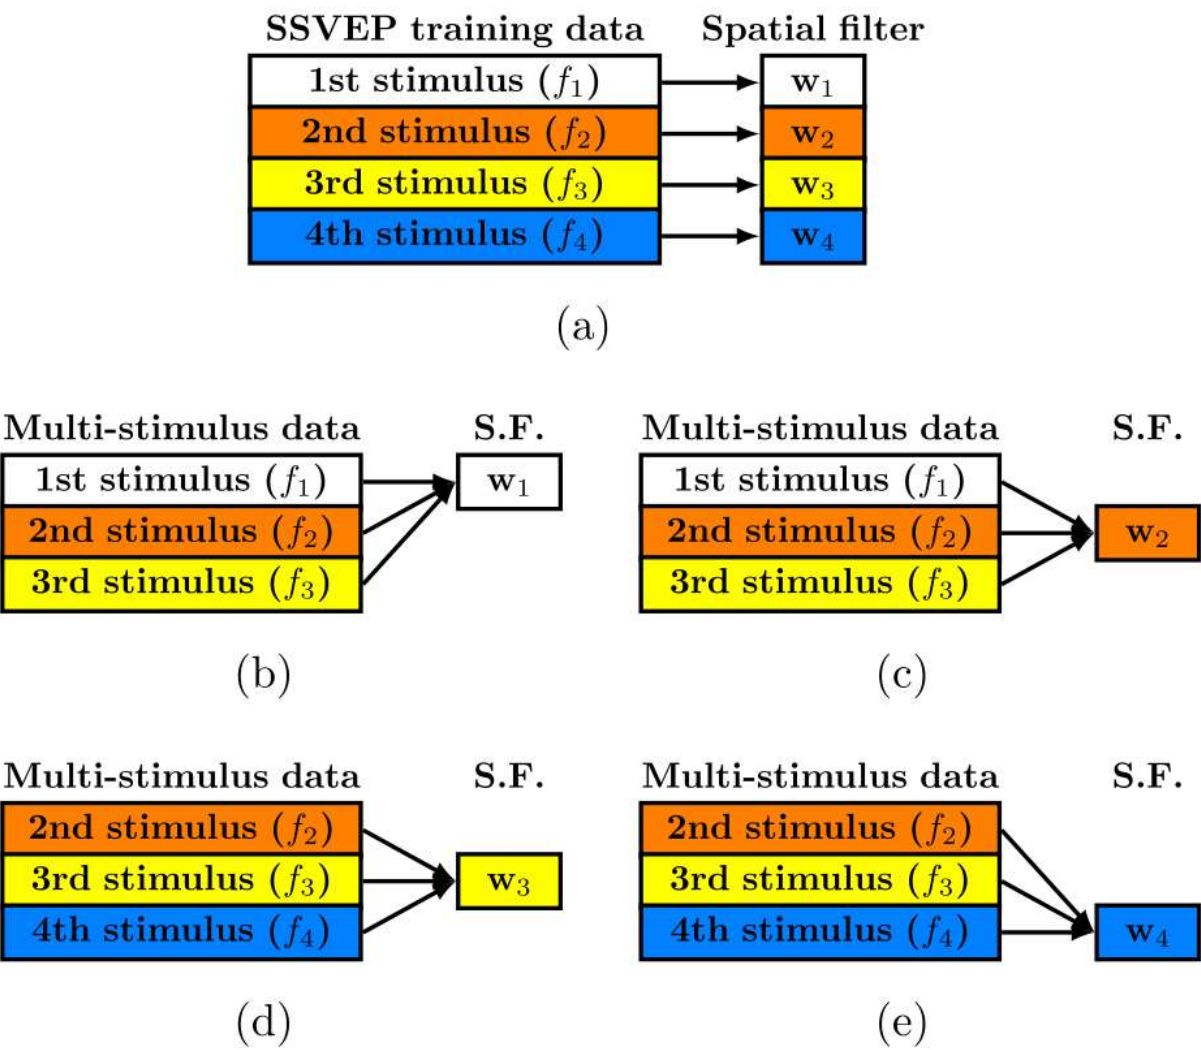 SSVEP training data Spatial filter
1st stimulus (f₁) w₁
2nd stimulus (f₂) w₂
3rd stimulus (f₃) w₃
4th stimulus (f₄) w₄
(a)
Multi-stimulus data S.F.
1st stimulus (f₁) w₁
2nd stimulus (f₂)
3rd stimulus (f₃)
(b)
Multi-stimulus data S.F.
1st stimulus (f₁)
2nd stimulus (f₂) w₂
3rd stimulus (f₃)
(c)
Multi-stimulus data S.F.
2nd stimulus (f₂)
3rd stimulus (f₃) w₃
4th stimulus (f₄)
(d)
Multi-stimulus data S.F.
2nd stimulus (f₂)
3rd stimulus (f₃)
4th stimulus (f₄) w₄
(e)